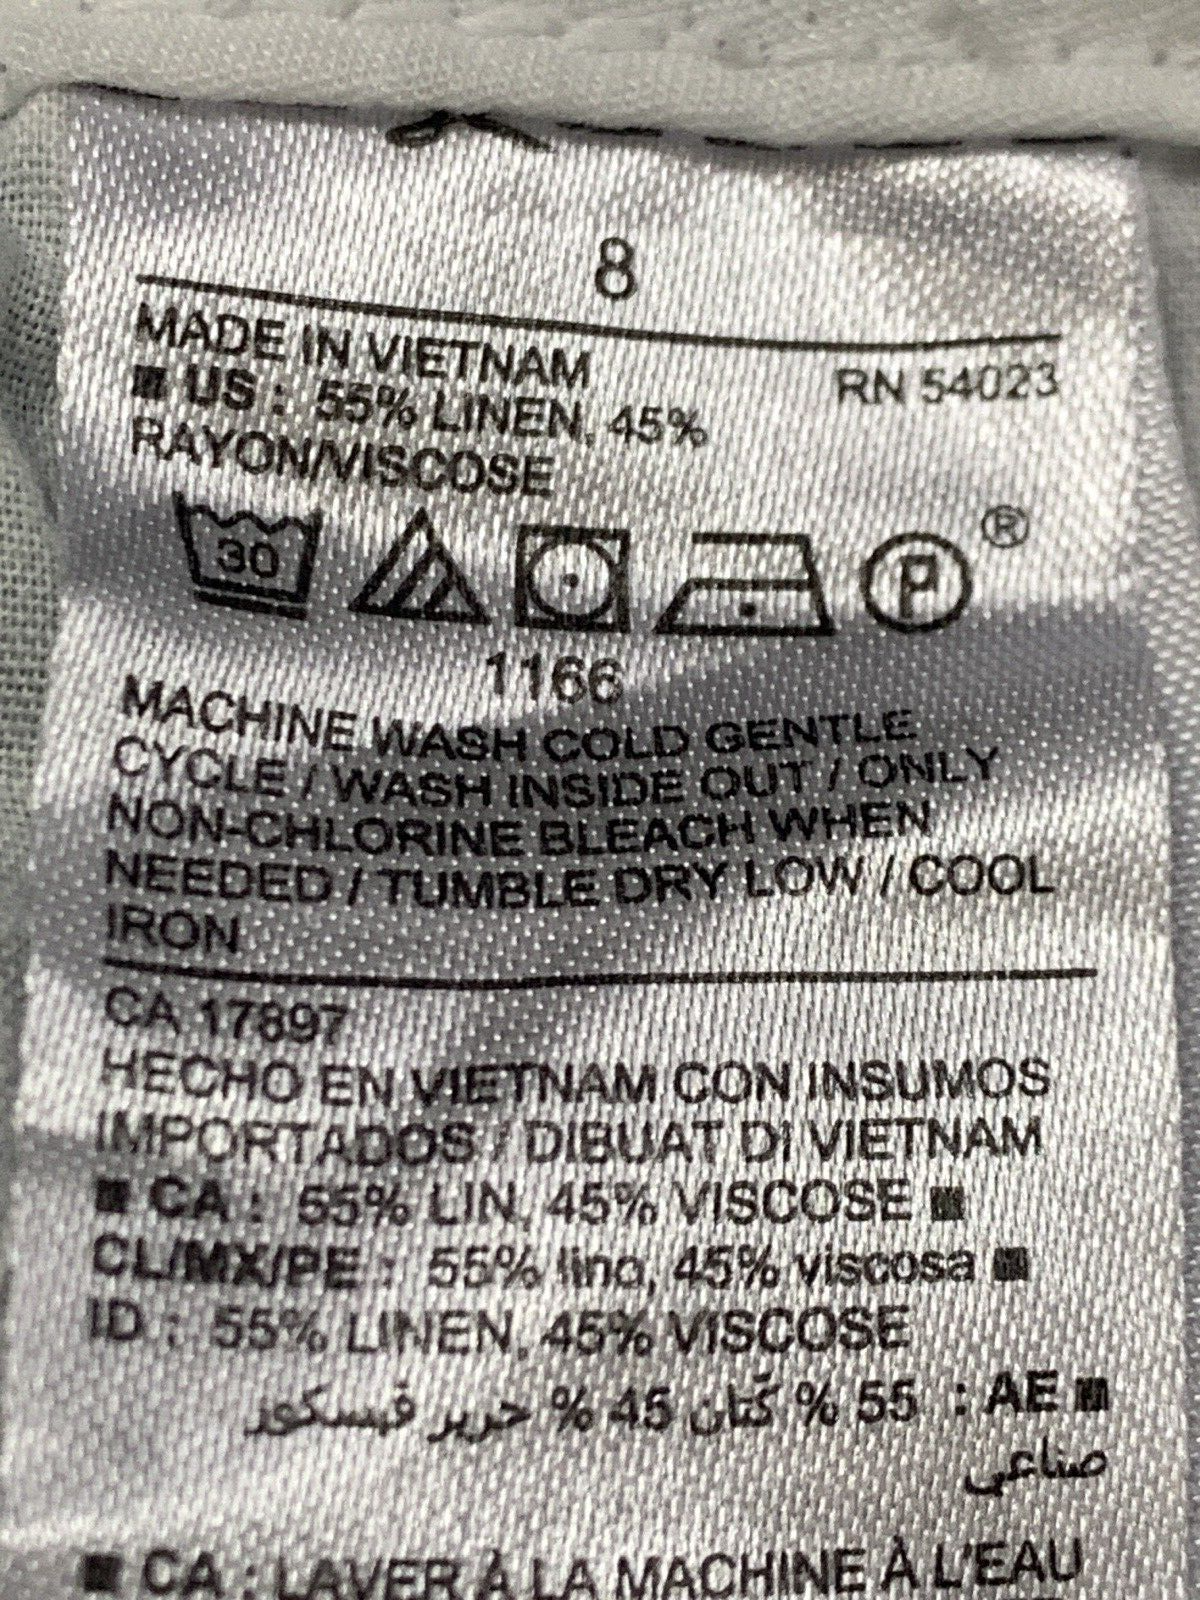 8
MADE IN VIETNAM
RN 54023
■ US : 55% LINEN, 45%
RAYON/VISCOSE
30
P
®
1166
MACHINE WASH COLD GENTLE
CYCLE / WASH INSIDE OUT / ONLY
NON-CHLORINE BLEACH WHEN
NEEDED / TUMBLE DRY LOW / COOL
IRON
CA 17897
HECHO EN VIETNAM CON INSUMOS
IMPORTADOS / DIBUAT DI VIETNAM
■ CA : 55% LIN, 45% VISCOSE ■
CL/MX/PE : 55% lino, 45% viscosa ■
ID : 55% LINEN, 45% VISCOSE
■ AE : 55 % كتّان 45 % حرير فيسكوز
صناعي
■ CA : LAVER À LA MACHINE À L'EAU